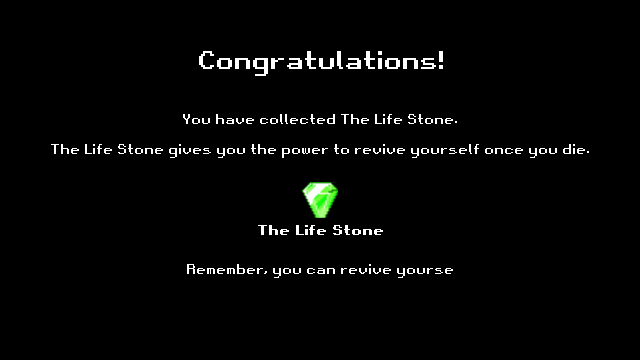 Congratulations!
You have collected The Life Stone.
The Life Stone gives you the power to revive yourself once you die.
The Life Stone
Remember, you can revive yourse